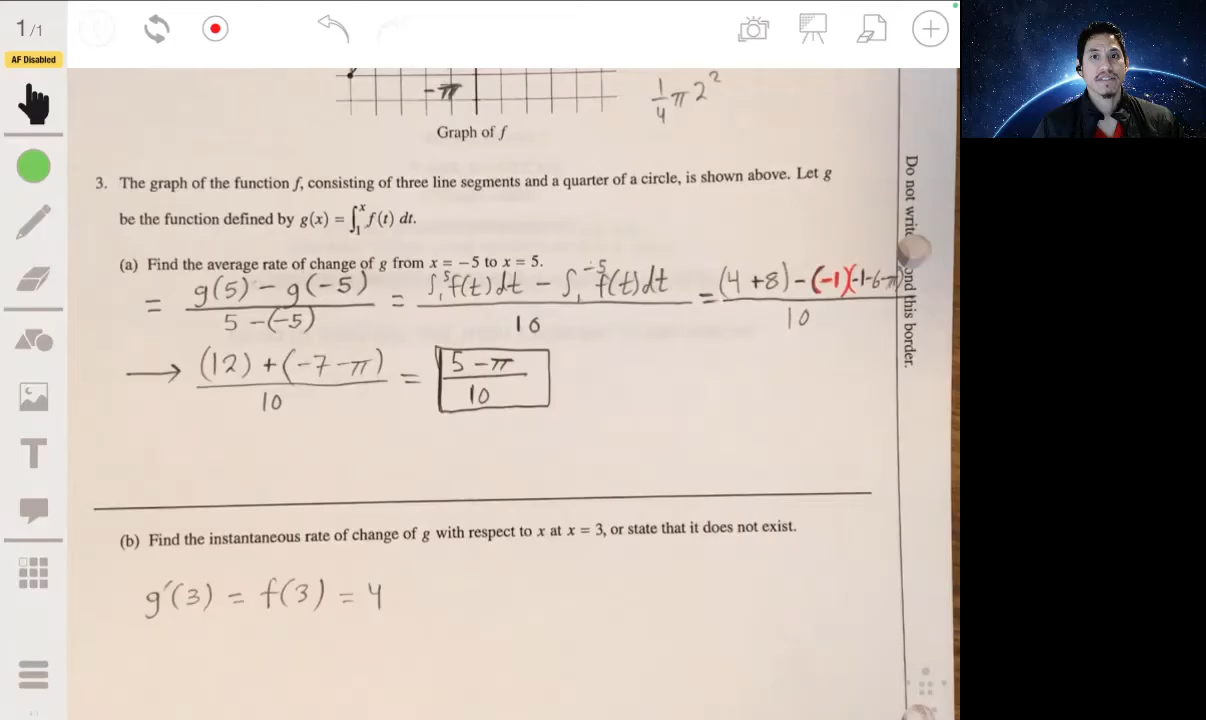 1/1
AF Disabled
-π
1/4 π2²
Graph of f
3. The graph of the function f, consisting of three line segments and a quarter of a circle, is shown above. Let g
be the function defined by g(x) = ∫₁ˣ f(t) dt.
(a) Find the average rate of change of g from x = −5 to x = 5.
= (g(5) - g(-5))/(5 -(-5)) = (∫₁⁵f(t)dt - ∫₁⁻⁵f(t)dt)/10 = ((4 +8) - (-1)(-1-6-π))/10
→ ((12) + (-7-π))/10 = (5-π)/10
(b) Find the instantaneous rate of change of g with respect to x at x = 3, or state that it does not exist.
g'(3) = f(3) = 4
Do not write
ond this border.
T